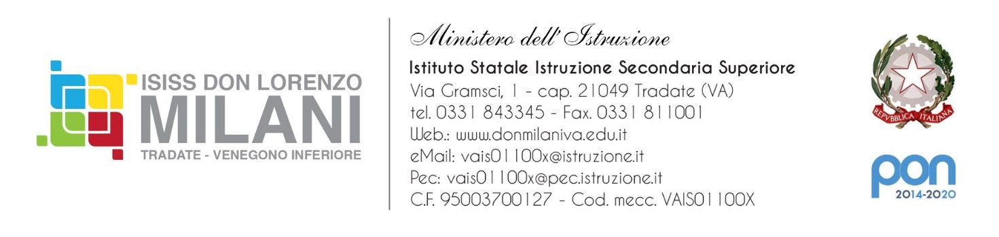 ISISS DON LORENZO
MILANI
TRADATE - VENEGONO INFERIORE
Ministero dell'Istruzione
Istituto Statale Istruzione Secondaria Superiore
Via Gramsci, 1 - cap. 21049 Tradate (VA)
tel. 0331 843345 - Fax. 0331 811001
Web.: www.donmilaniva.edu.it
eMail: vais01100x@istruzione.it
Pec: vais01100x@pec.istruzione.it
C.F. 95003700127 - Cod. mecc. VAIS01100X
REPVBBLICA ITALIANA
pon
2014-2020